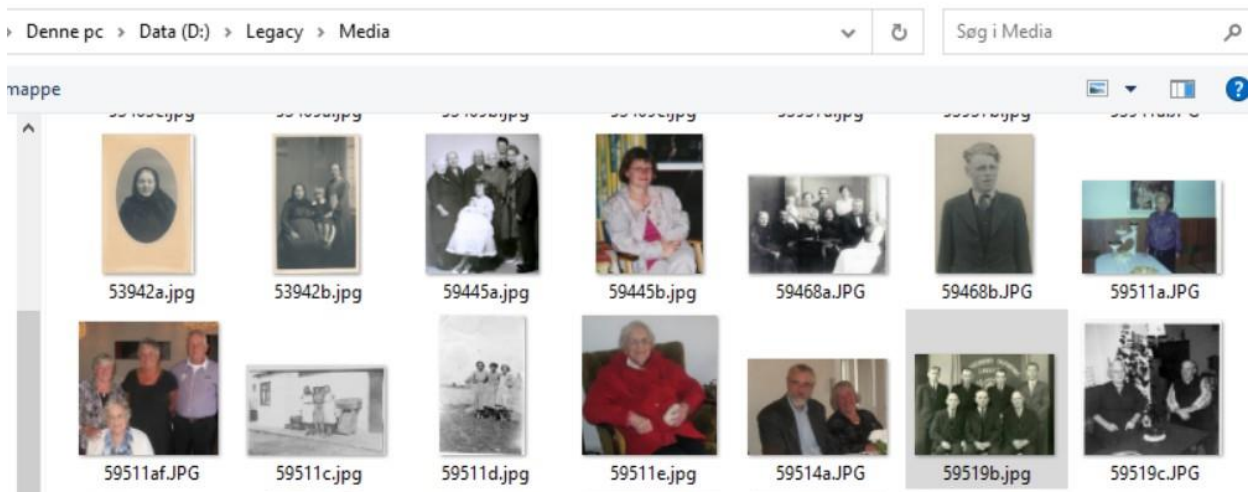 Denne pc > Data (D:) > Legacy > Media
Søg i Media
mappe
53942a.jpg 53942b.jpg 59445a.jpg 59445b.jpg 59468a.JPG 59468b.JPG 59511a.JPG
59511af.JPG 59511c.jpg 59511d.jpg 59511e.jpg 59514a.JPG 59519b.jpg 59519c.JPG